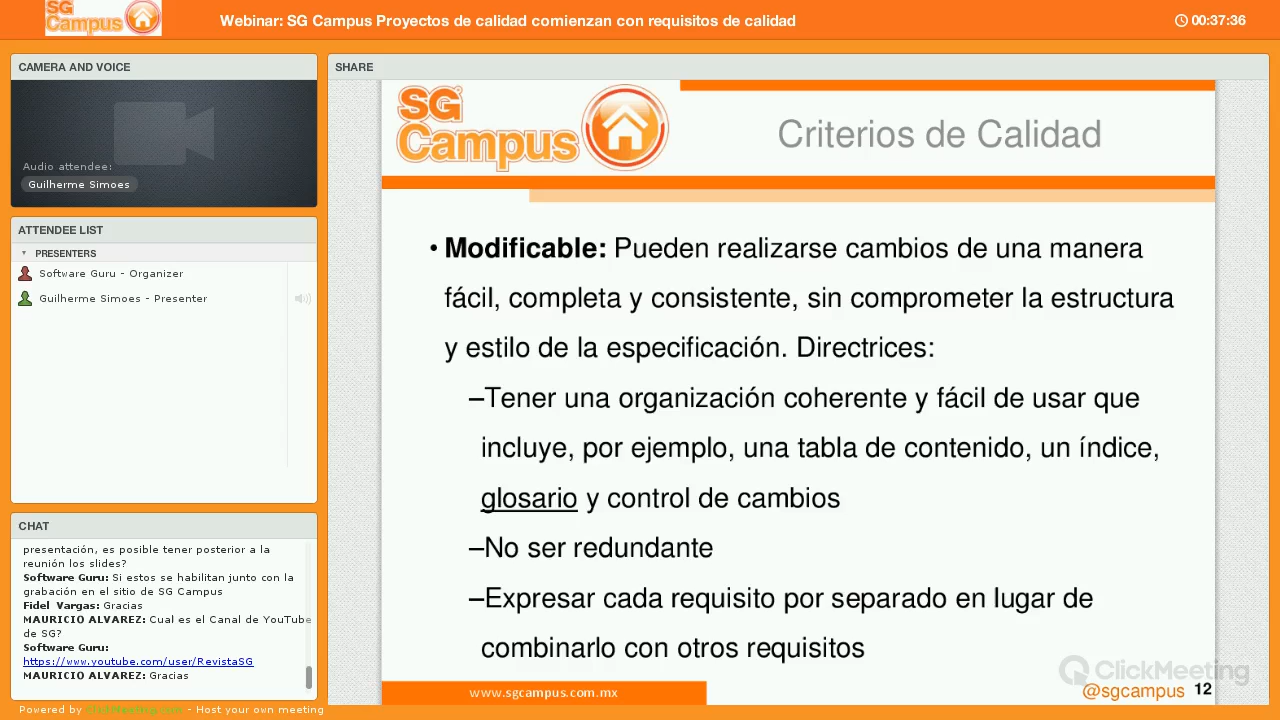 SG Campus
Webinar: SG Campus Proyectos de calidad comienzan con requisitos de calidad
00:37:36
CAMERA AND VOICE
Audio attendee:
Guilherme Simoes
ATTENDEE LIST
PRESENTERS
Software Guru - Organizer
Guilherme Simoes - Presenter
CHAT
presentación, es posible tener posterior a la
reunión los slides?
Software Guru: Si estos se habilitan junto con la
grabación en el sitio de SG Campus
Fidel Vargas: Gracias
MAURICIO ALVAREZ: Cual es el Canal de YouTube
de SG?
Software Guru:
https://www.youtube.com/user/RevistaSG
MAURICIO ALVAREZ: Gracias
Powered by ClickMeeting.com - Host your own meeting
SHARE
SG
Campus
Criterios de Calidad
• Modificable: Pueden realizarse cambios de una manera
fácil, completa y consistente, sin comprometer la estructura
y estilo de la especificación. Directrices:
–Tener una organización coherente y fácil de usar que
incluye, por ejemplo, una tabla de contenido, un índice,
glosario y control de cambios
–No ser redundante
–Expresar cada requisito por separado en lugar de
combinarlo con otros requisitos
ClickMeeting
www.sgcampus.com.mx
@sgcampus 12